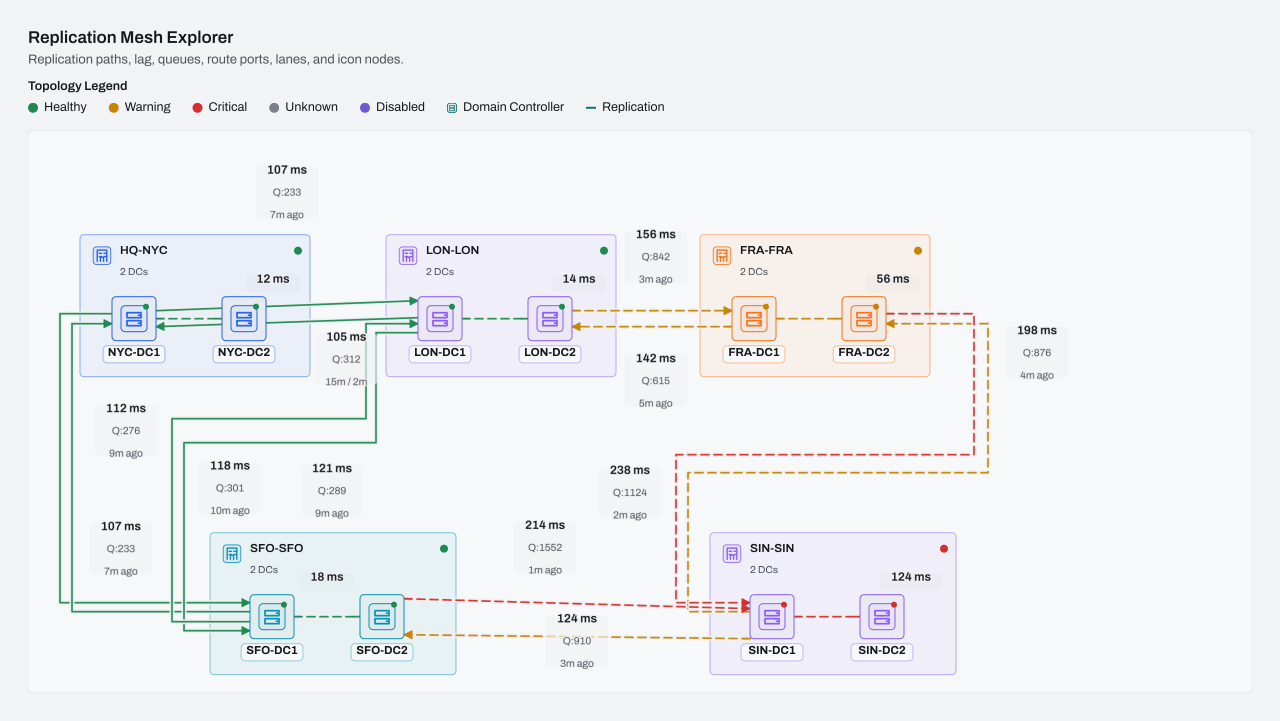 Replication Mesh Explorer
Replication paths, lag, queues, route ports, lanes, and icon nodes.
Topology Legend
Healthy
Warning
Critical
Unknown
Disabled
Domain Controller
Replication
107 ms
Q:233
7m ago
HQ-NYC
2 DCs
12 ms
NYC-DC1
NYC-DC2
LON-LON
2 DCs
14 ms
LON-DC1
LON-DC2
156 ms
Q:842
3m ago
FRA-FRA
2 DCs
56 ms
FRA-DC1
FRA-DC2
105 ms
Q:312
15m / 2m
142 ms
Q:615
5m ago
198 ms
Q:876
4m ago
112 ms
Q:276
9m ago
118 ms
Q:301
10m ago
121 ms
Q:289
9m ago
238 ms
Q:1124
2m ago
107 ms
Q:233
7m ago
214 ms
Q:1552
1m ago
SFO-SFO
2 DCs
18 ms
SFO-DC1
SFO-DC2
124 ms
Q:910
3m ago
SIN-SIN
2 DCs
124 ms
SIN-DC1
SIN-DC2